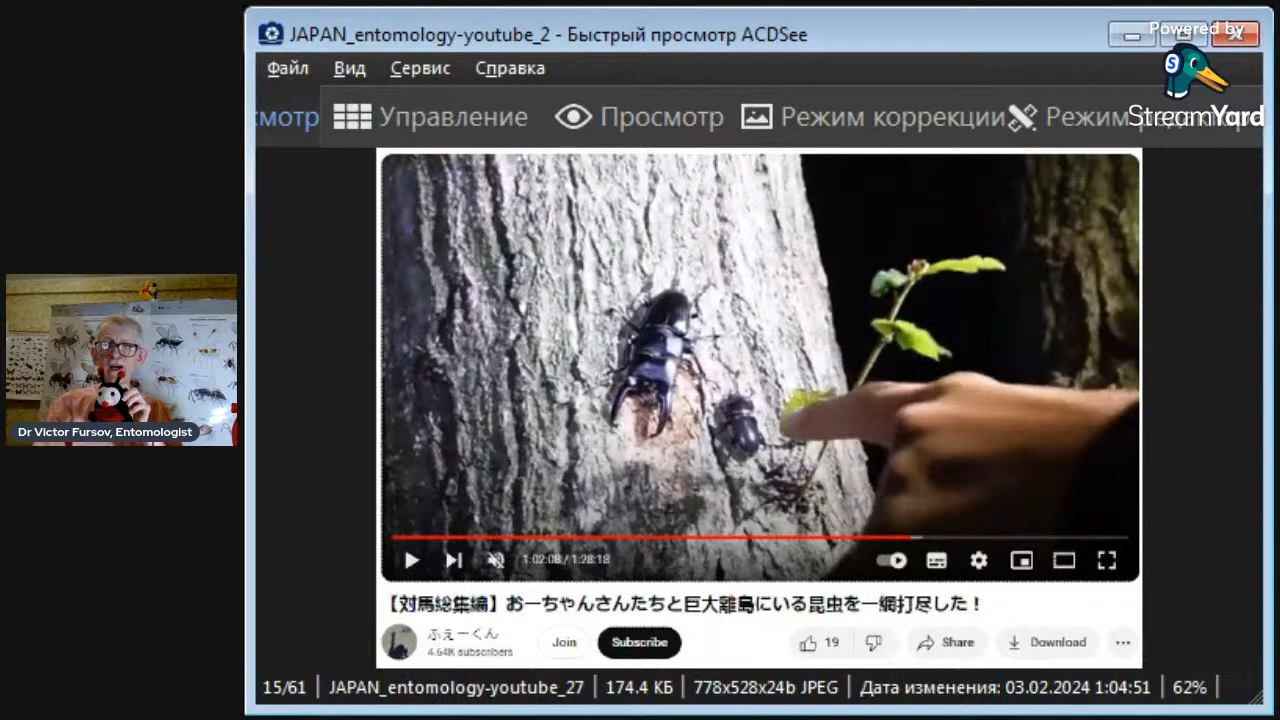 JAPAN_entomology-youtube_2 - Быстрый просмотр ACDSee
Powered by
StreamYard
Файл Вид Сервис Справка
смотр Управление Просмотр Режим коррекции Режим
Dr Victor Fursov, Entomologist
1:02:08 / 1:28:18
【対馬総集編】おーちゃんさんたちと巨大離島にいる昆虫を一網打尽した！
ふぇーくん
4.64K subscribers
Join Subscribe 19 Share Download
15/61 JAPAN_entomology-youtube_27 174.4 КБ 778x528x24b JPEG Дата изменения: 03.02.2024 1:04:51 62%